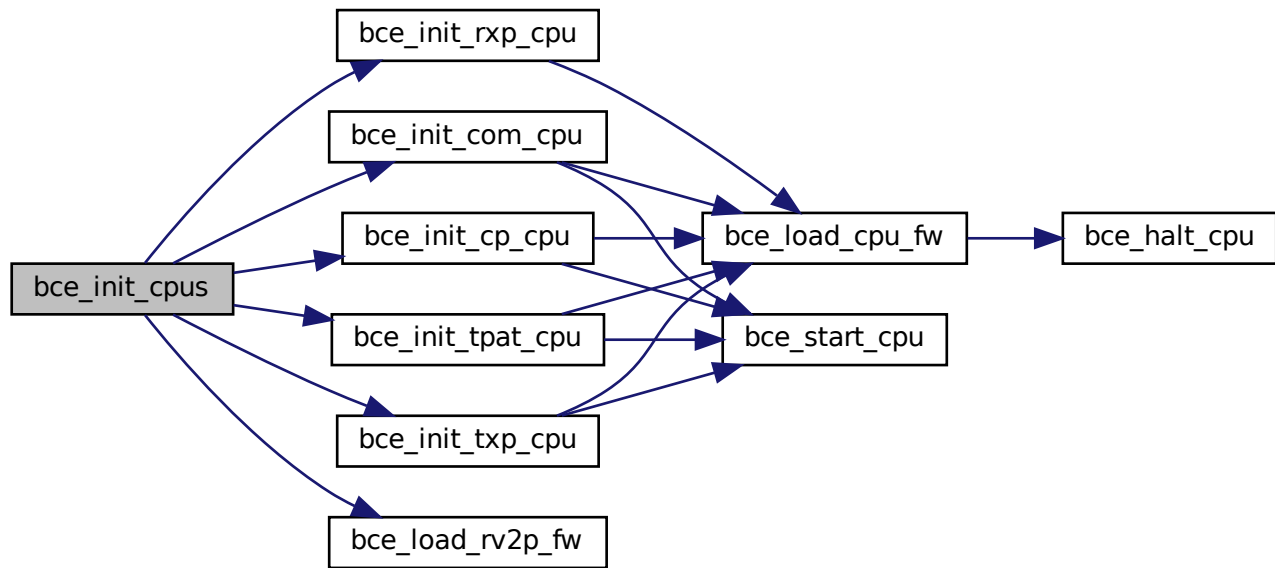 bce_init_rxp_cpu
bce_init_com_cpu
bce_init_cp_cpu
bce_load_cpu_fw
bce_halt_cpu
bce_init_cpus
bce_init_tpat_cpu
bce_start_cpu
bce_init_txp_cpu
bce_load_rv2p_fw